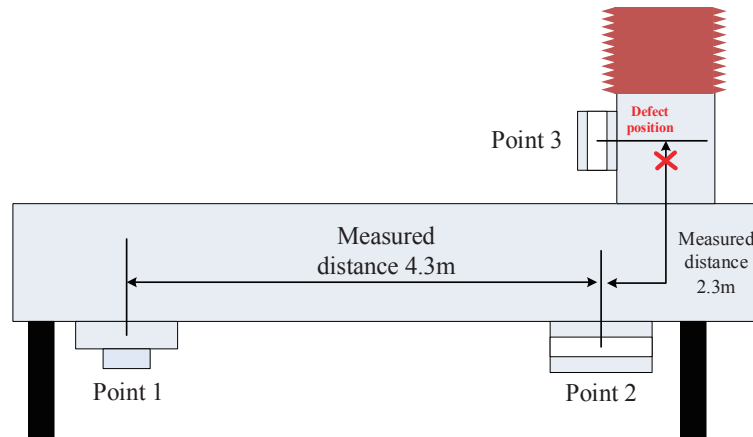 Defect
position
Point 3
Measured
distance 4.3m
Measured
distance
2.3m
Point 1
Point 2